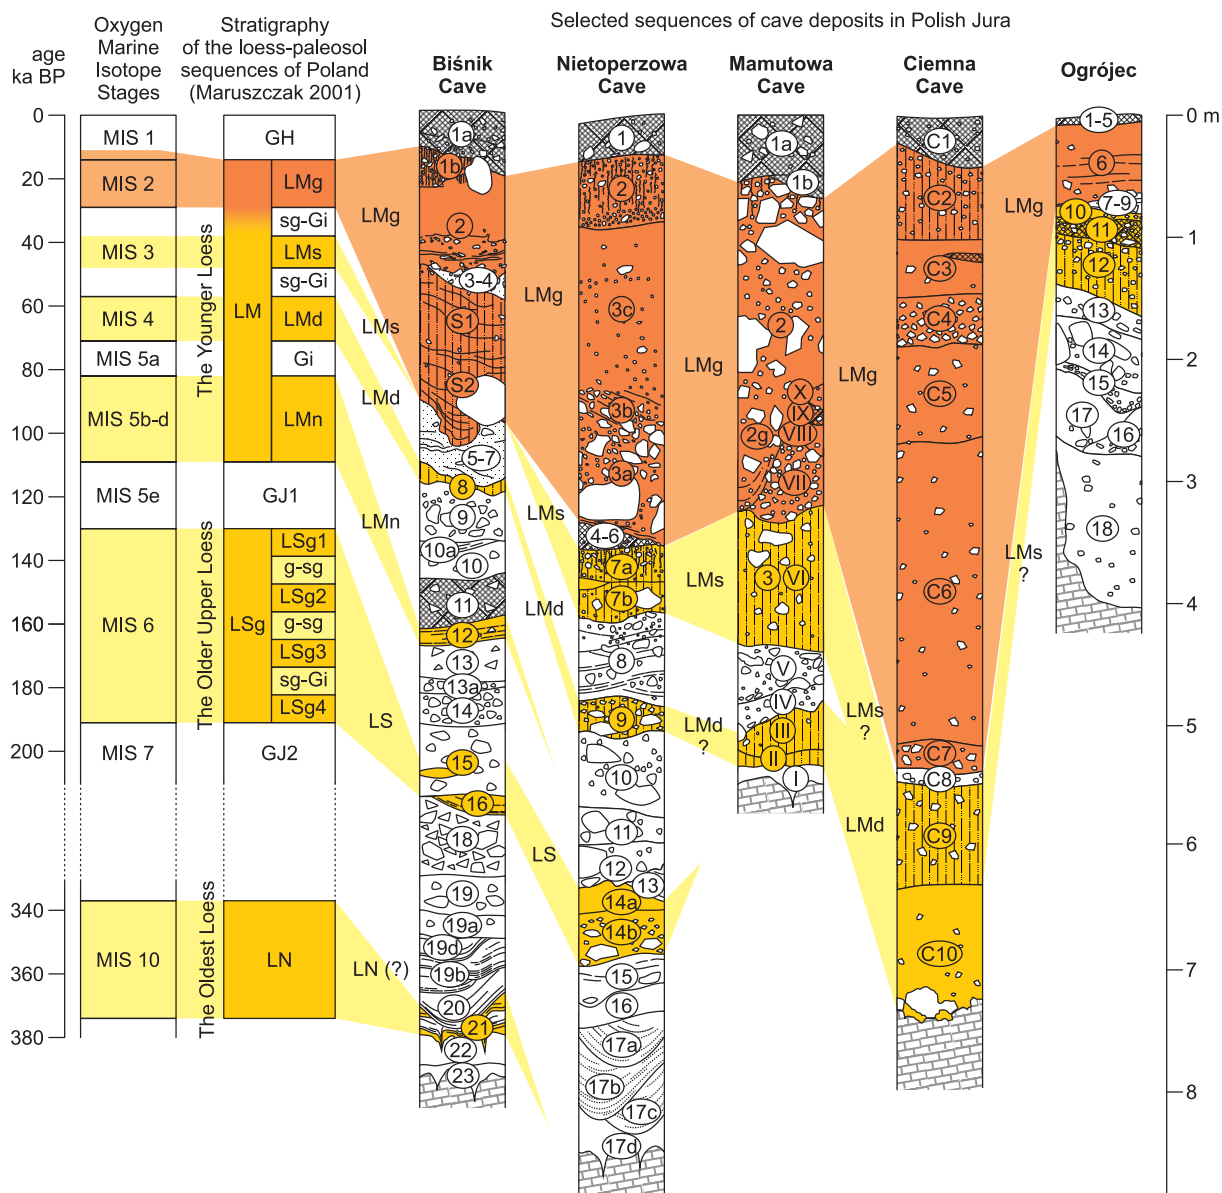 Selected sequences of cave deposits in Polish Jura
age
ka BP
Oxygen
Marine
Isotope
Stages
Stratigraphy
of the loess-paleosol
sequences of Poland
(Maruszczak 2001)
Biśnik
Cave
Nietoperzowa
Cave
Mamutowa
Cave
Ciemna
Cave
Ogrójec
0
20
40
60
80
100
120
140
160
180
200
340
360
380
MIS 1
MIS 2
MIS 3
MIS 4
MIS 5a
MIS 5b-d
MIS 5e
MIS 6
MIS 7
MIS 10
The Younger Loess
The Older Upper Loess
The Oldest Loess
GH
LM
LMg
sg-Gi
LMs
sg-Gi
LMd
Gi
LMn
GJ1
LSg
LSg1
g-sg
LSg2
g-sg
LSg3
sg-Gi
LSg4
GJ2
LN
LMg
LMs
LMd
LMn
LS
LN (?)
1a
1b
2
3-4
S1
S2
5-7
8
9
10a
10
11
12
13
13a
14
15
16
18
19
19a
19d
19b
20
21
22
23
LMg
LMs
LMd
LS
1
2
3c
3b
3a
4-6
7a
7b
8
9
10
11
12
13
14a
14b
15
16
17a
17b
17c
17d
LMg
LMs
LMd
?
1a
1b
2
X
IX
2g
VIII
VII
3
VI
V
IV
III
II
I
LMg
LMs
?
LMd
C1
C2
C3
C4
C5
C6
C7
C8
C9
C10
LMg
LMs
?
1-5
6
7-9
10
11
12
13
14
15
17
16
18
0 m
1
2
3
4
5
6
7
8